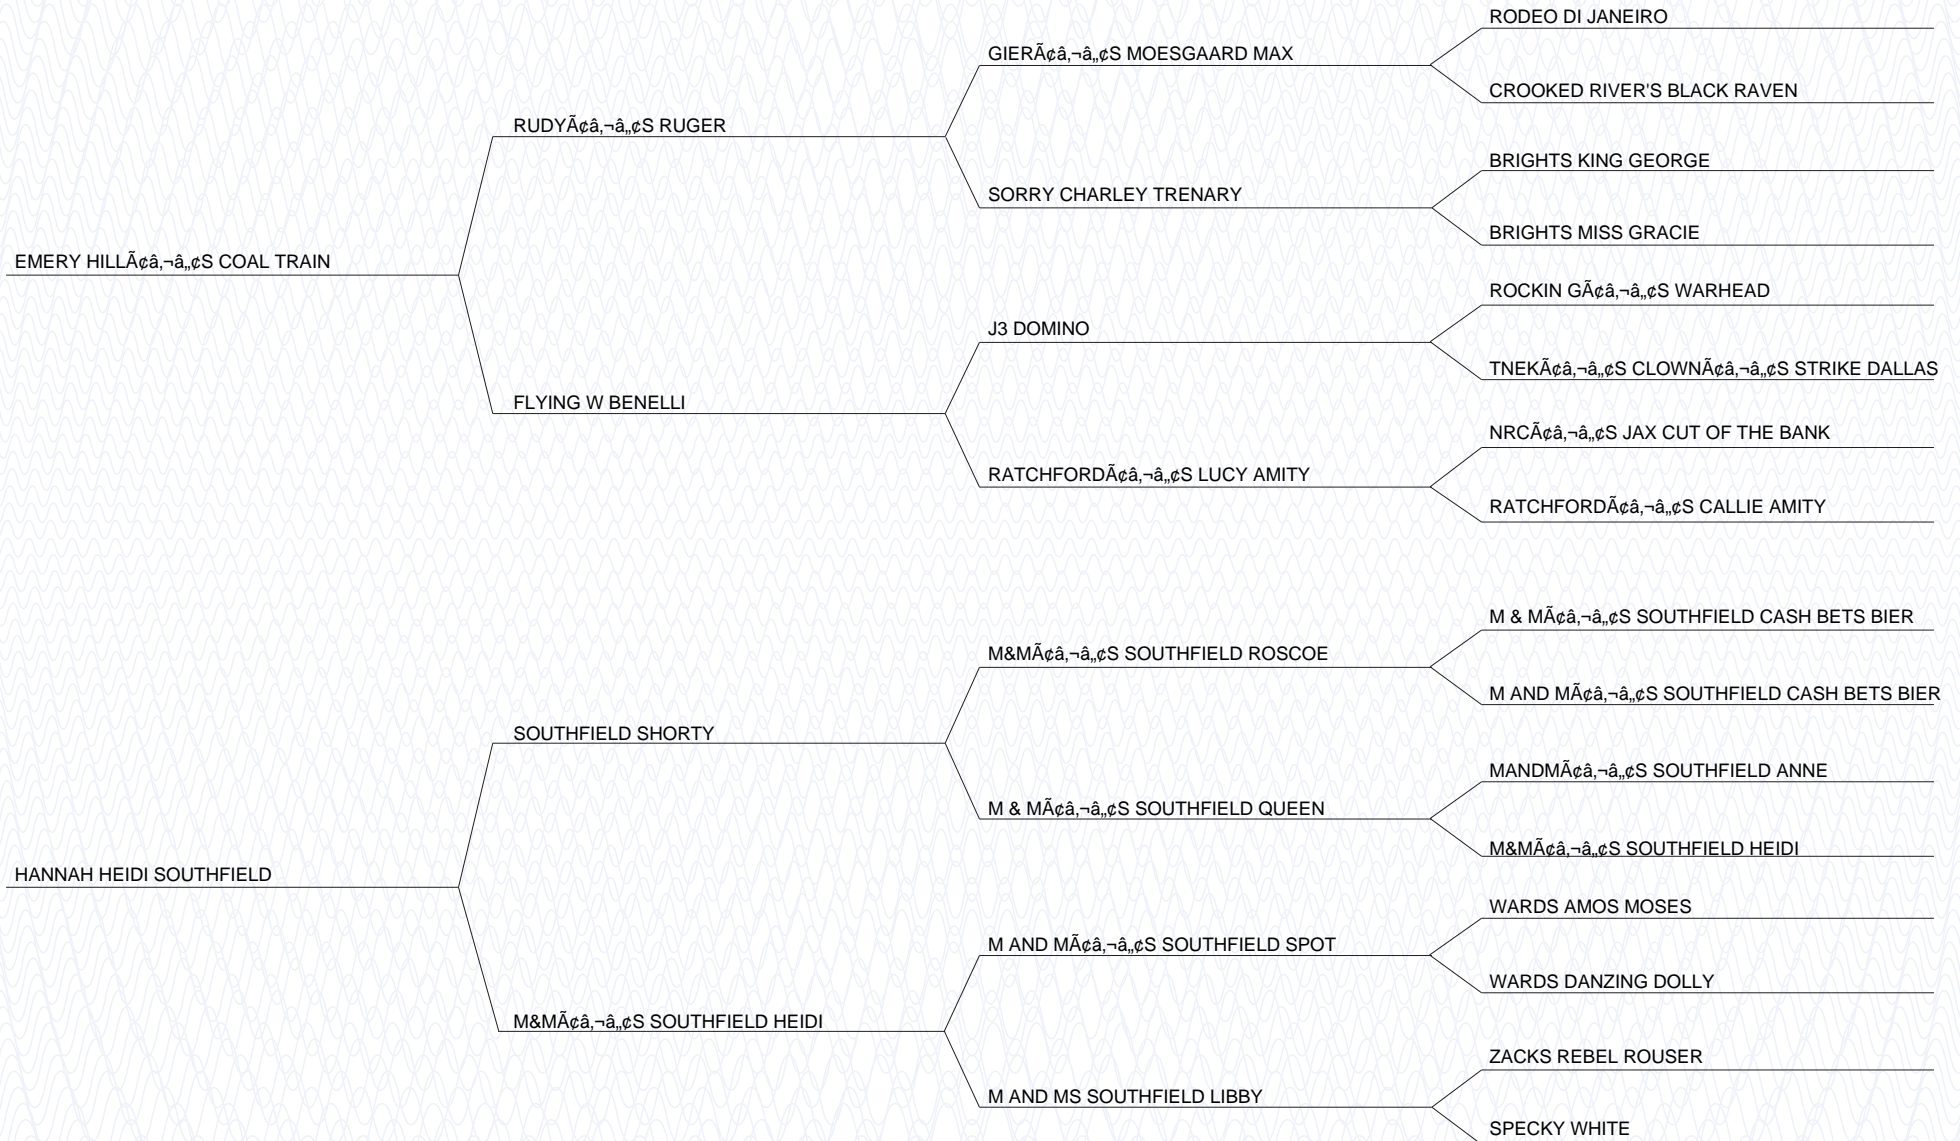 RODEO DI JANEIRO
GIERÃ¢â‚¬â„¢S MOESGAARD MAX
CROOKED RIVER'S BLACK RAVEN
RUDYÃ¢â‚¬â„¢S RUGER
BRIGHTS KING GEORGE
SORRY CHARLEY TRENARY
BRIGHTS MISS GRACIE
EMERY HILLÃ¢â‚¬â„¢S COAL TRAIN
ROCKIN GÃ¢â‚¬â„¢S WARHEAD
J3 DOMINO
TNEKÃ¢â‚¬â„¢S CLOWNÃ¢â‚¬â„¢S STRIKE DALLAS
FLYING W BENELLI
NRCÃ¢â‚¬â„¢S JAX CUT OF THE BANK
RATCHFORDÃ¢â‚¬â„¢S LUCY AMITY
RATCHFORDÃ¢â‚¬â„¢S CALLIE AMITY
M & MÃ¢â‚¬â„¢S SOUTHFIELD CASH BETS BIER
M&MÃ¢â‚¬â„¢S SOUTHFIELD ROSCOE
M AND MÃ¢â‚¬â„¢S SOUTHFIELD CASH BETS BIER
SOUTHFIELD SHORTY
MANDMÃ¢â‚¬â„¢S SOUTHFIELD ANNE
M & MÃ¢â‚¬â„¢S SOUTHFIELD QUEEN
M&MÃ¢â‚¬â„¢S SOUTHFIELD HEIDI
HANNAH HEIDI SOUTHFIELD
WARDS AMOS MOSES
M AND MÃ¢â‚¬â„¢S SOUTHFIELD SPOT
WARDS DANZING DOLLY
M&MÃ¢â‚¬â„¢S SOUTHFIELD HEIDI
ZACKS REBEL ROUSER
M AND MS SOUTHFIELD LIBBY
SPECKY WHITE